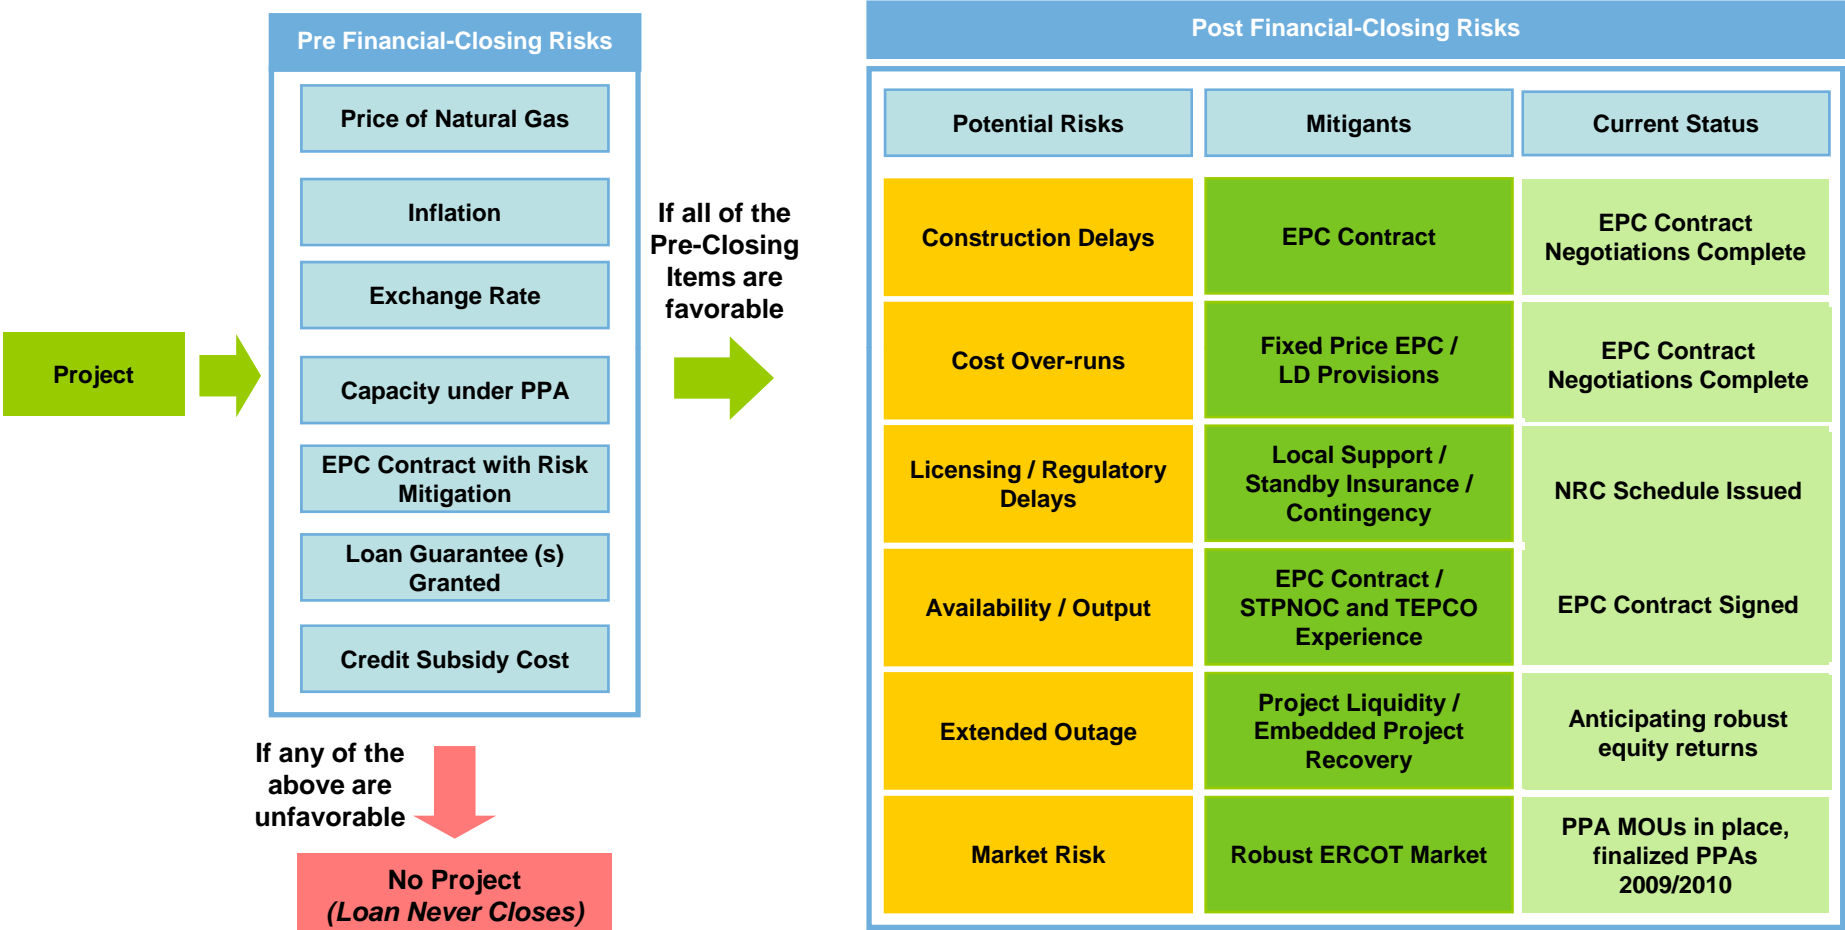 Pre Financial-Closing Risks
Price of Natural Gas
Inflation
Exchange Rate
Capacity under PPA
EPC Contract with Risk
Mitigation
Loan Guarantee (s)
Granted
Credit Subsidy Cost
Project
If all of the
Pre-Closing
Items are
favorable
If any of the
above are
unfavorable
No Project
(Loan Never Closes)
Post Financial-Closing Risks
Potential Risks
Mitigants
Current Status
Construction Delays
EPC Contract
EPC Contract
Negotiations Complete
Cost Over-runs
Fixed Price EPC /
LD Provisions
EPC Contract
Negotiations Complete
Licensing / Regulatory
Delays
Local Support /
Standby Insurance /
Contingency
NRC Schedule Issued
Availability / Output
EPC Contract /
STPNOC and TEPCO
Experience
EPC Contract Signed
Extended Outage
Project Liquidity /
Embedded Project
Recovery
Anticipating robust
equity returns
Market Risk
Robust ERCOT Market
PPA MOUs in place,
finalized PPAs
2009/2010